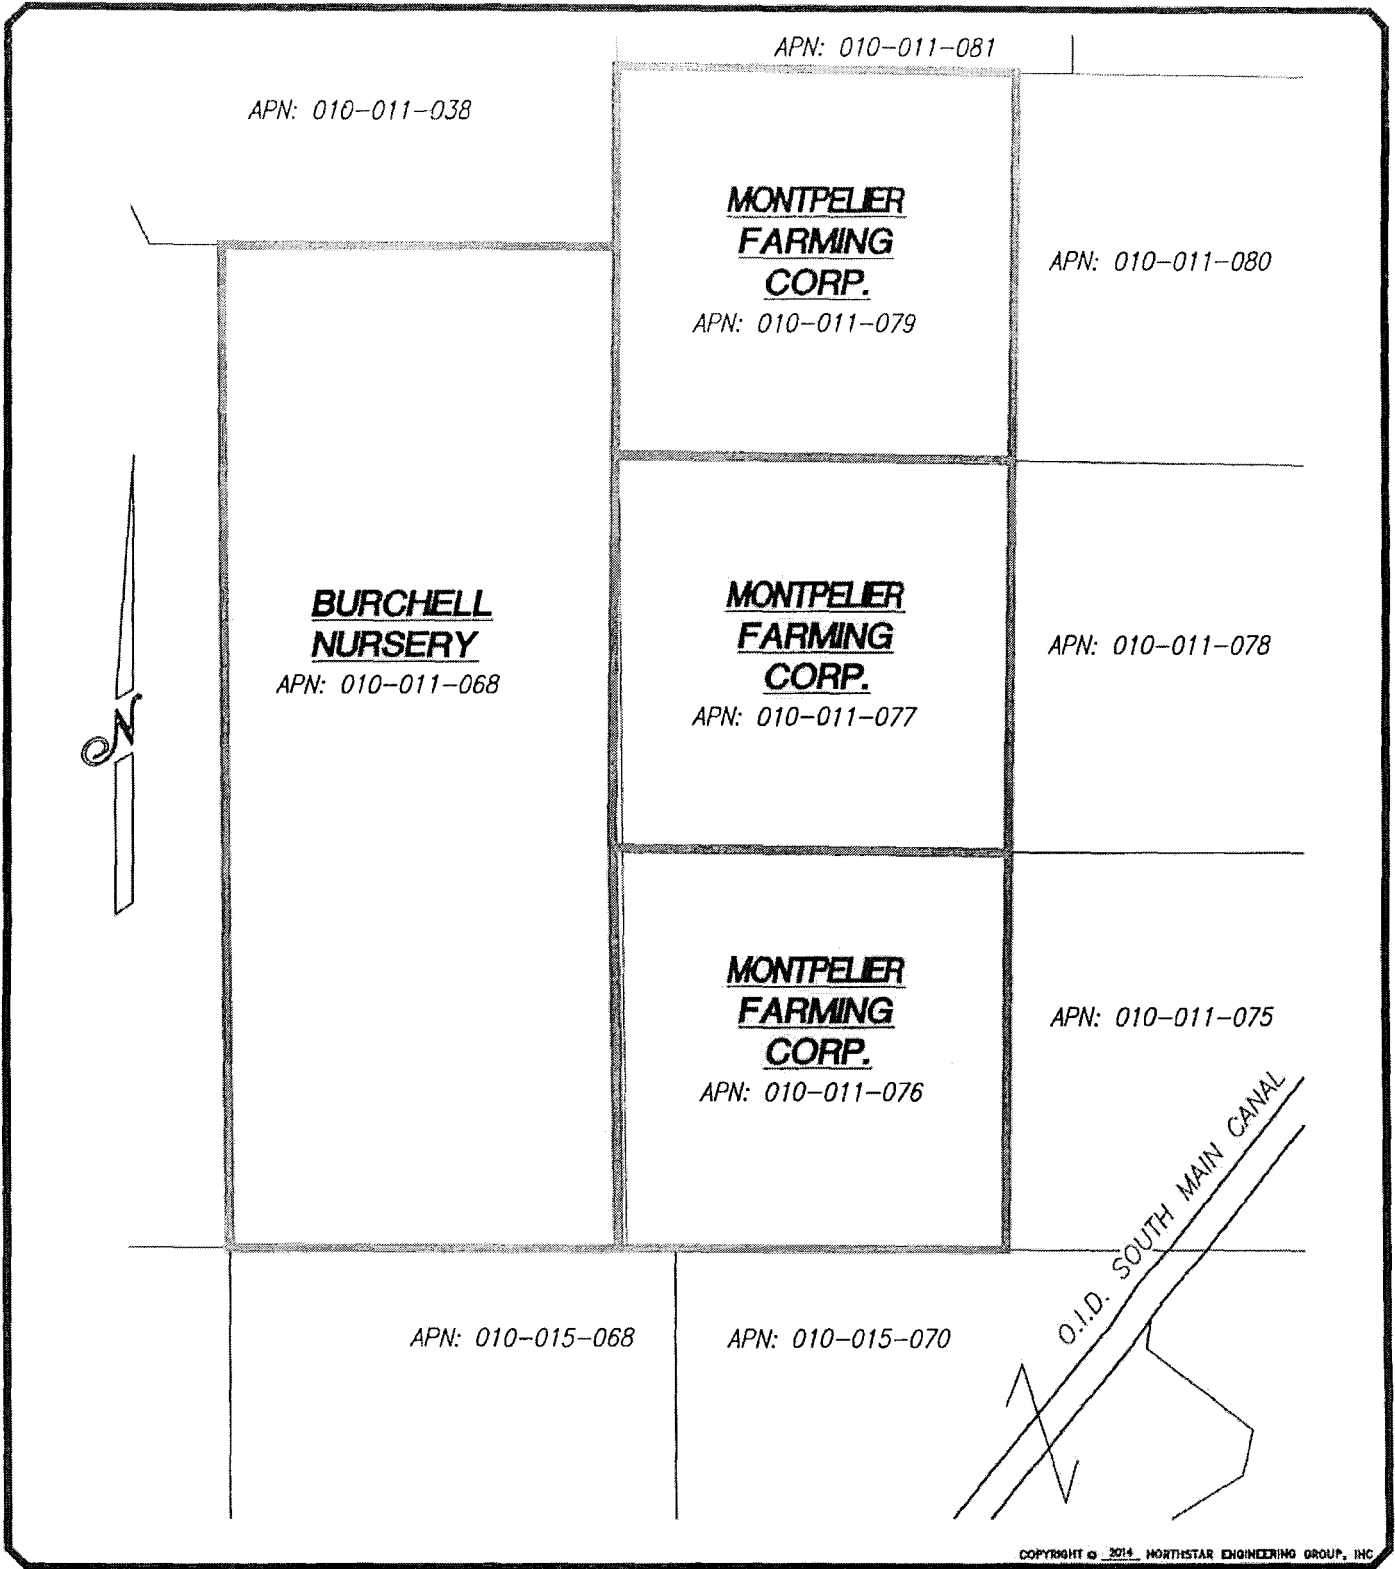 APN: 010-011-081
APN: 010-011-038
MONTPELIER
FARMING
CORP.
APN: 010-011-079
APN: 010-011-080
BURCHELL
NURSERY
APN: 010-011-068
MONTPELIER
FARMING
CORP.
APN: 010-011-077
APN: 010-011-078
N
MONTPELIER
FARMING
CORP.
APN: 010-011-076
APN: 010-011-075
O.I.D. SOUTH MAIN CANAL
APN: 010-015-068
APN: 010-015-070
COPYRIGHT © 2014 NORTHSTAR ENGINEERING GROUP, INC